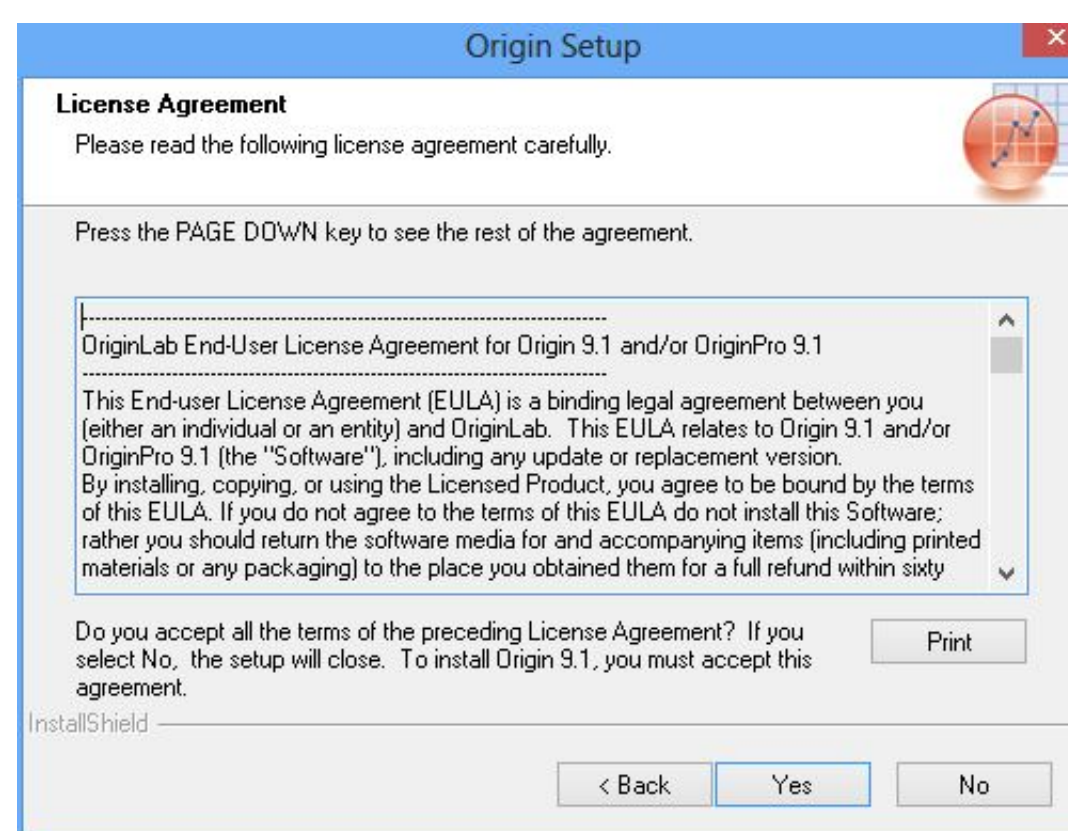 Origin Setup
License Agreement
Please read the following license agreement carefully.
Press the PAGE DOWN key to see the rest of the agreement.
--------------------------------------------------------------------------------
OriginLab End-User License Agreement for Origin 9.1 and/or OriginPro 9.1
--------------------------------------------------------------------------------
This End-user License Agreement (EULA) is a binding legal agreement between you
(either an individual or an entity) and OriginLab.  This EULA relates to Origin 9.1 and/or
OriginPro 9.1 (the "Software"), including any update or replacement version.
By installing, copying, or using the Licensed Product, you agree to be bound by the terms
of this EULA. If you do not agree to the terms of this EULA do not install this Software;
rather you should return the software media for and accompanying items (including printed
materials or any packaging) to the place you obtained them for a full refund within sixty
Do you accept all the terms of the preceding License Agreement?  If you
select No,  the setup will close.  To install Origin 9.1, you must accept this
agreement.
Print
InstallShield
< Back
Yes
No